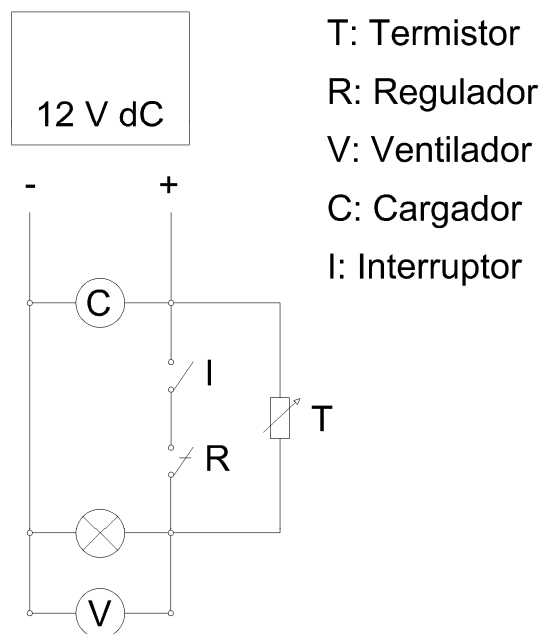 12 V dC
- +
T: Termistor
R: Regulador
V: Ventilador
C: Cargador
I: Interruptor
C
I
T
R
V